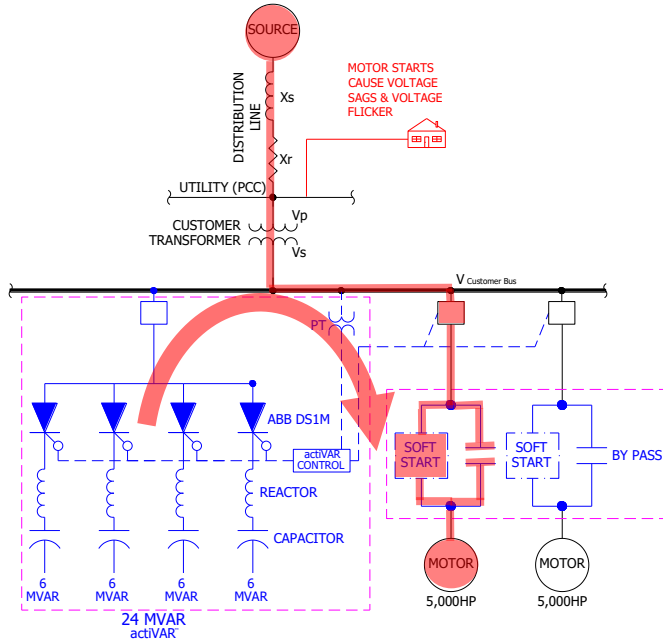 SOURCE
DISTRIBUTION
LINE
Xs
Xr
MOTOR STARTS
CAUSE VOLTAGE
SAGS & VOLTAGE
FLICKER
UTILITY (PCC)
CUSTOMER
TRANSFORMER
Vp
Vs
V Customer Bus
PT
ABB DS1M
actiVAR
CONTROL
REACTOR
CAPACITOR
6
MVAR
6
MVAR
6
MVAR
6
MVAR
24 MVAR
actiVAR™
SOFT
START
SOFT
START
BY PASS
MOTOR
5,000HP
MOTOR
5,000HP